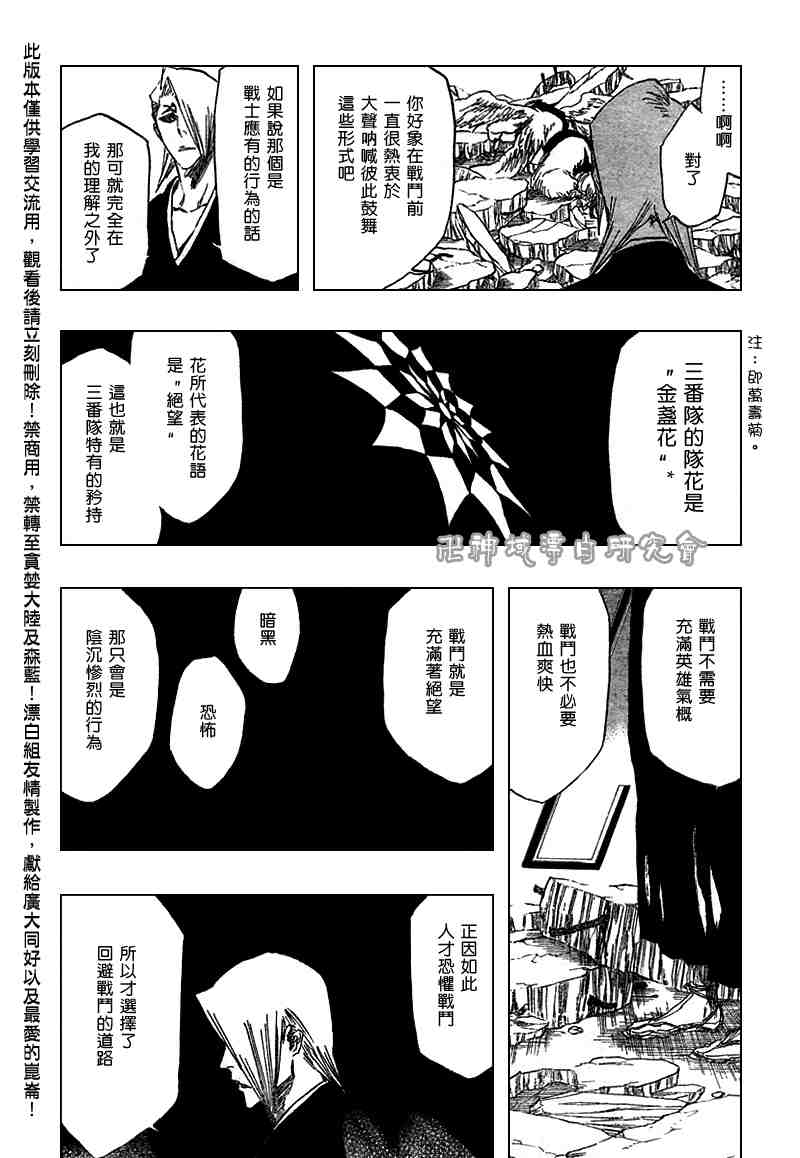 ……啊啊
對了
你好象在戰鬥前
一直很熱衷於
大聲吶喊彼此鼓舞
這些形式吧
如果說那個是
戰士應有的行為的話
那可就完全在
我的理解之外了
三番隊的隊花是
"金盞花"*
注：即萬壽菊。
花所代表的花語
是"絕望"
這也就是
三番隊特有的矜持
卍神域漂白研究會
戰鬥不需要
充滿英雄氣概
戰鬥也不必要
熱血爽快
戰鬥就是
充滿著絕望
暗黑
恐怖
那只會是
陰沉慘烈的行為
正因如此
人才恐懼戰鬥
所以才選擇了
回避戰鬥的道路
此版本僅供學習交流用，觀看後請立刻刪除！禁商用，禁轉至貪婪大陸及森藍！漂白組友情製作，獻給廣大同好以及最愛的崑崙！